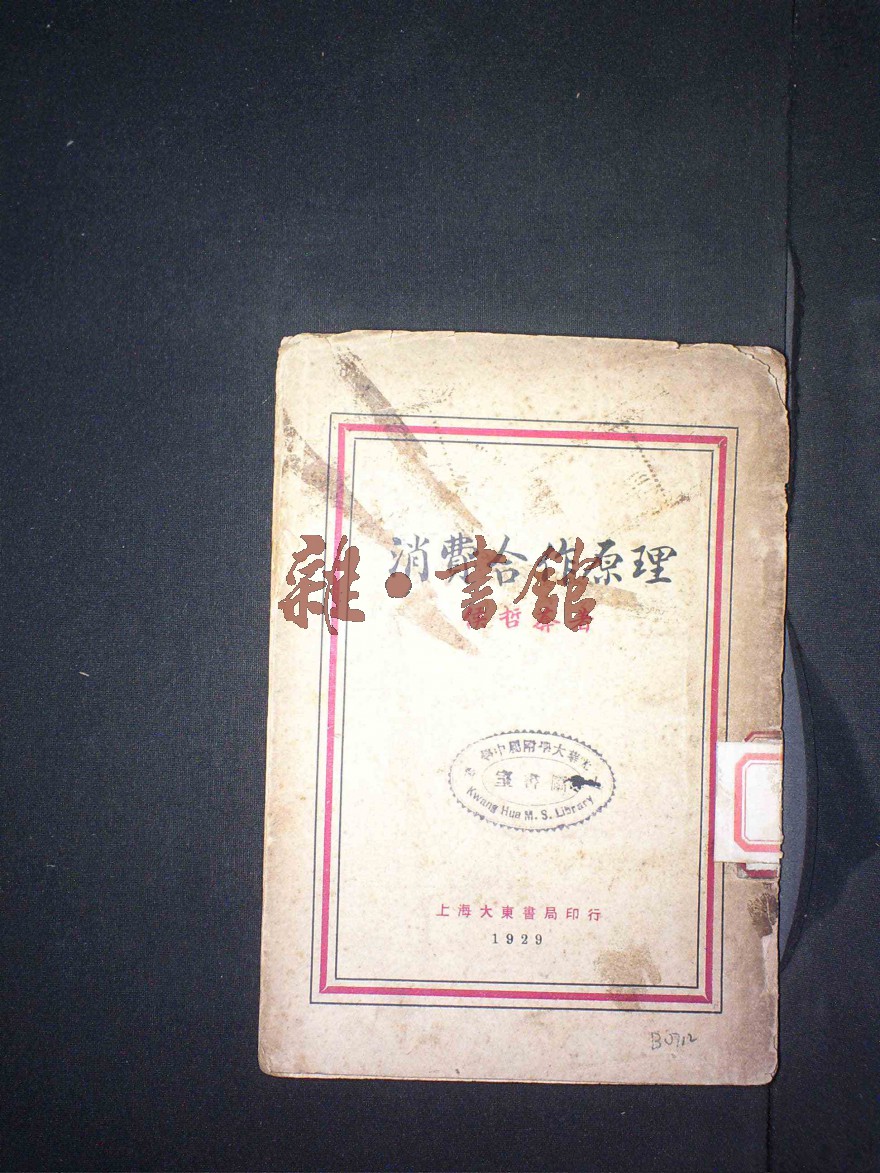 消費合作原理
哲 著
雜·書館
光華大學附屬中學
圖書室
Kwang Hua M. S. Library
上海大東書局印行
1929